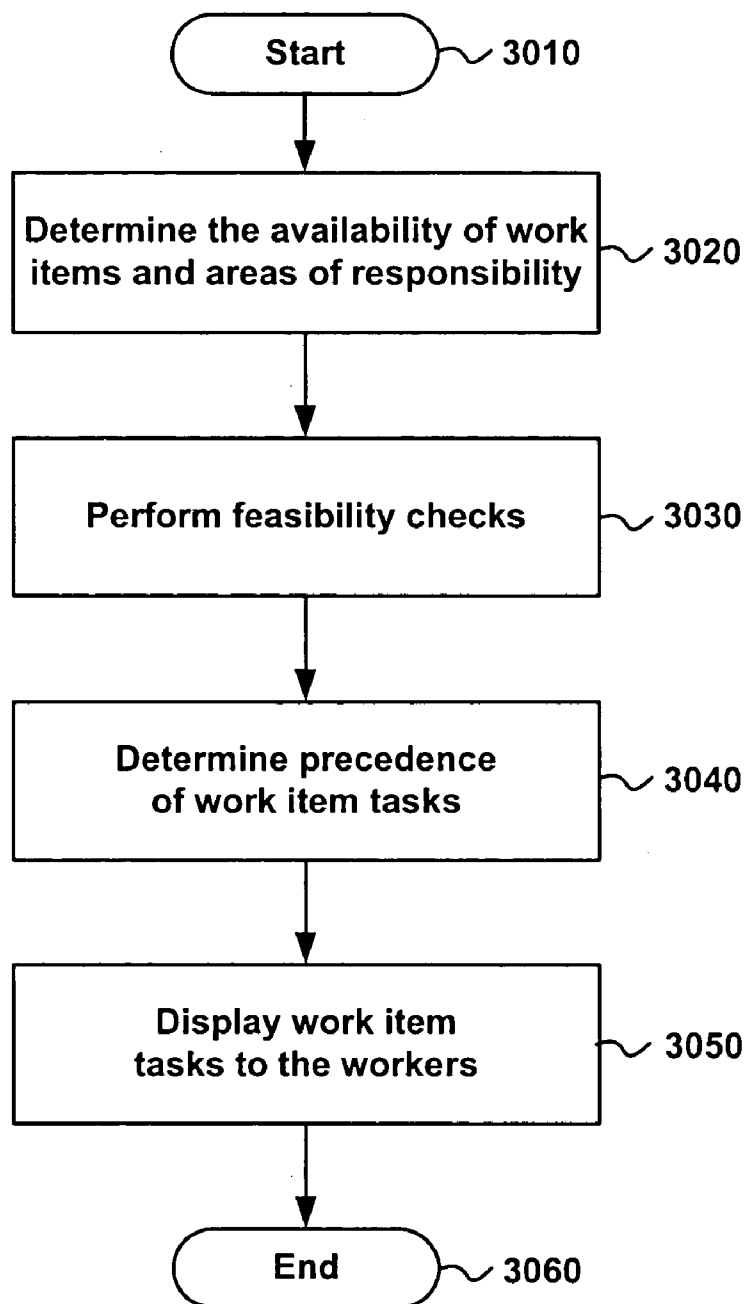 Start
3010
Determine the availability of work
items and areas of responsibility
3020
Perform feasibility checks
3030
Determine precedence
of work item tasks
3040
Display work item
tasks to the workers
3050
End
3060